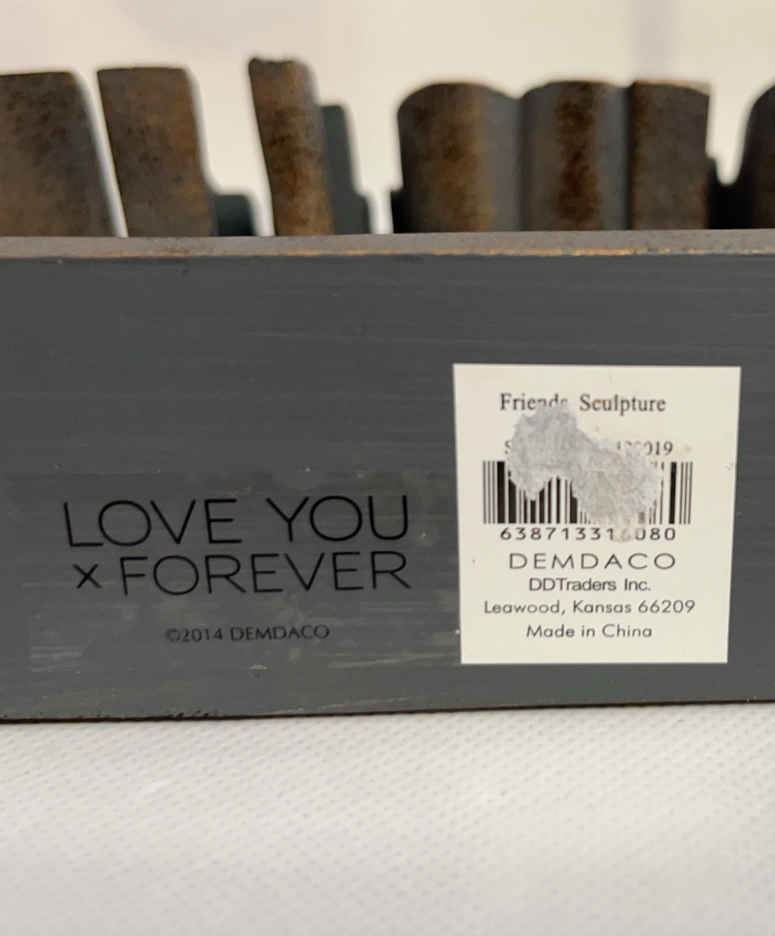 LOVE YOU
x FOREVER
©2014 DEMDACO
Friends Sculpture
DEMDACO
DDTraders Inc.
Leawood, Kansas 66209
Made in China